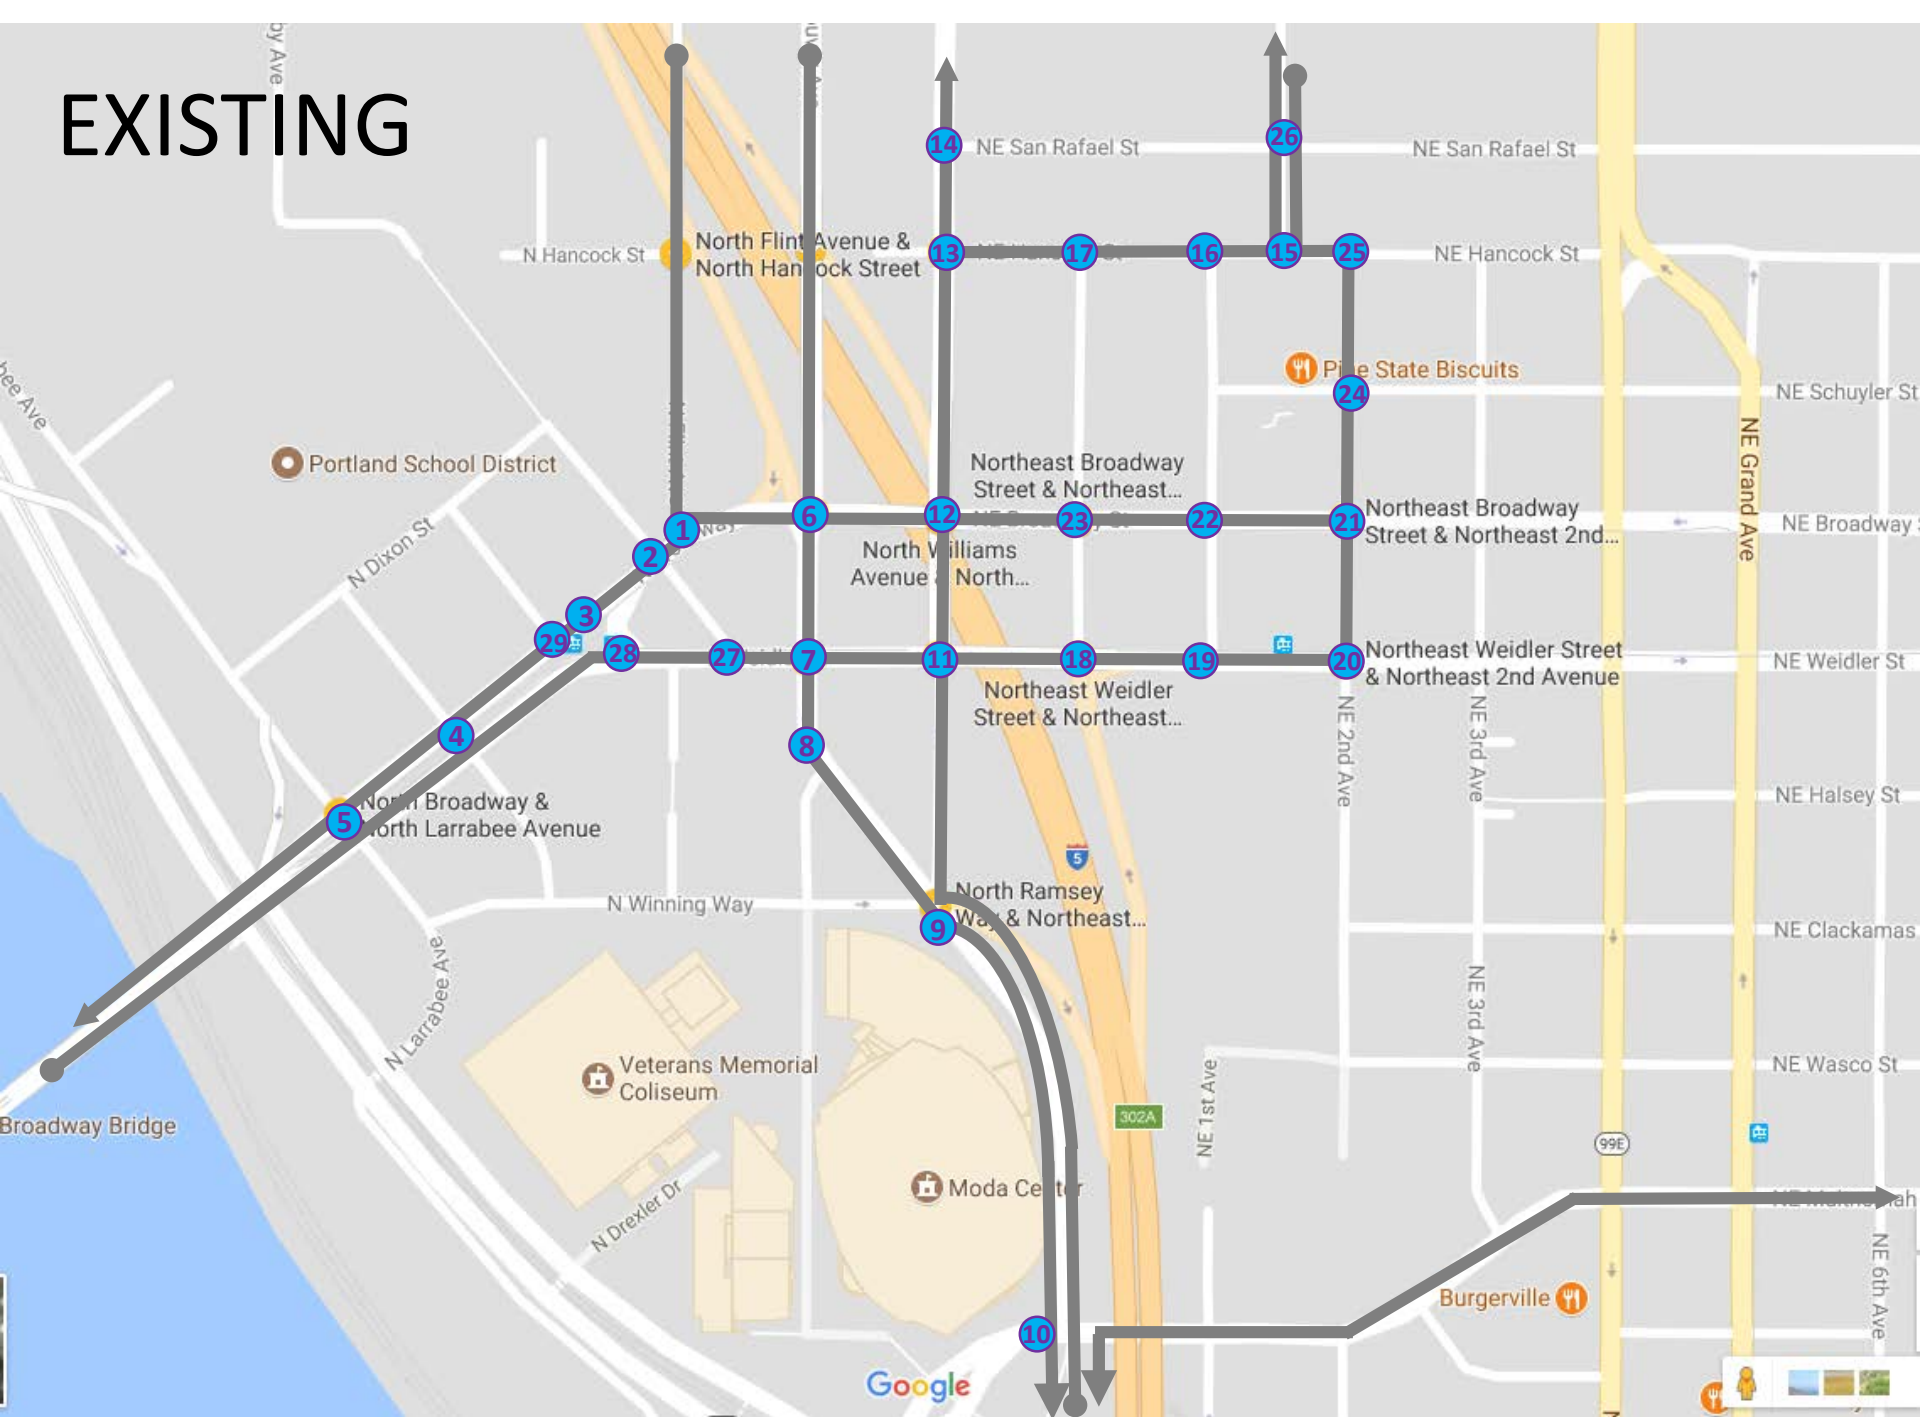 EXISTING
by Ave
14
NE San Rafael St
26
NE San Rafael St
N Hancock St
North Flint Avenue &
North Hancock Street
13
17
16
15
25
NE Hancock St
Pine State Biscuits
24
NE Schuyler St
bee Ave
Portland School District
NE Grand Ave
Northeast Broadway
Street & Northeast...
1
6
12
23
22
21
Northeast Broadway
Street & Northeast 2nd...
NE Broadway
N Dixon St
2
North Williams
Avenue & North...
3
29
28
27
7
11
18
19
20
Northeast Weidler Street
& Northeast 2nd Avenue
NE Weidler St
Northeast Weidler
Street & Northeast...
4
8
NE 2nd Ave
NE 3rd Ave
NE Halsey St
5
North Broadway &
North Larrabee Avenue
5
N Winning Way
North Ramsey
Way & Northeast...
9
NE Clackamas
N Larrabee Ave
NE 3rd Ave
Veterans Memorial
Coliseum
NE 1st Ave
NE Wasco St
Broadway Bridge
302A
99E
Moda Center
N Drexler Dr
NE 6th Ave
Burgerville
10
Google